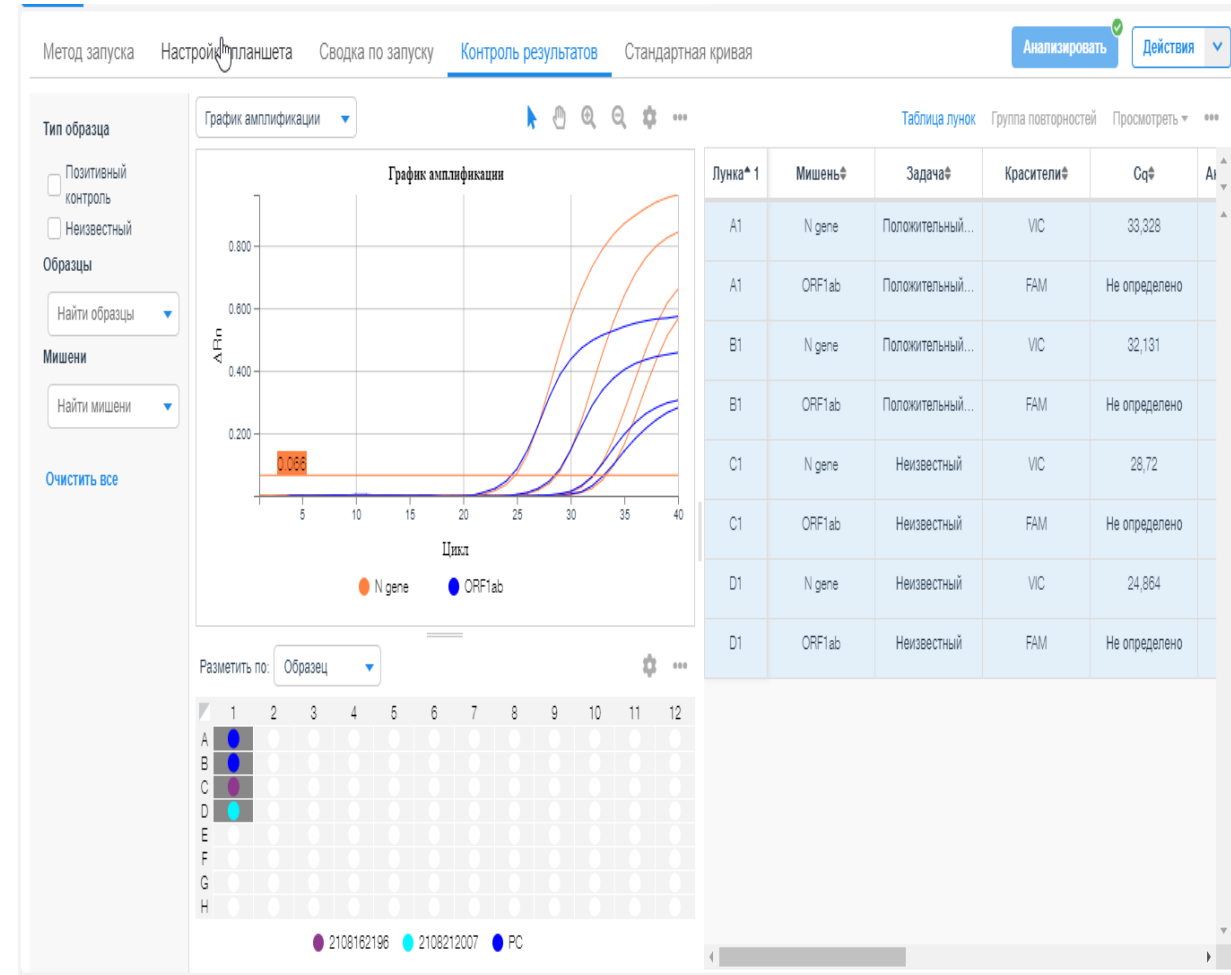 Метод запуска Настройк планшета Сводка по запуску Контроль результатов Стандартная кривая Анализировать Действия
Тип образца
Позитивный
контроль
Неизвестный
Образцы
Найти образцы
Мишени
Найти мишени
Очистить все
График амплификации
График амплификации
0.800
0.600
0.400
0.200
0.066
ΔRn
5 10 15 20 25 30 35 40
Цикл
N gene ORF1ab
Разметить по: Образец
1 2 3 4 5 6 7 8 9 10 11 12
A
B
C
D
E
F
G
H
2108162196 2108212007 PC
Таблица лунок Группа повторностей Просмотреть
Лунка 1 Мишень Задача Красители Cq
A1 N gene Положительный... VIC 33,328
A1 ORF1ab Положительный... FAM Не определено
B1 N gene Положительный... VIC 32,131
B1 ORF1ab Положительный... FAM Не определено
C1 N gene Неизвестный VIC 28,72
C1 ORF1ab Неизвестный FAM Не определено
D1 N gene Неизвестный VIC 24,864
D1 ORF1ab Неизвестный FAM Не определено